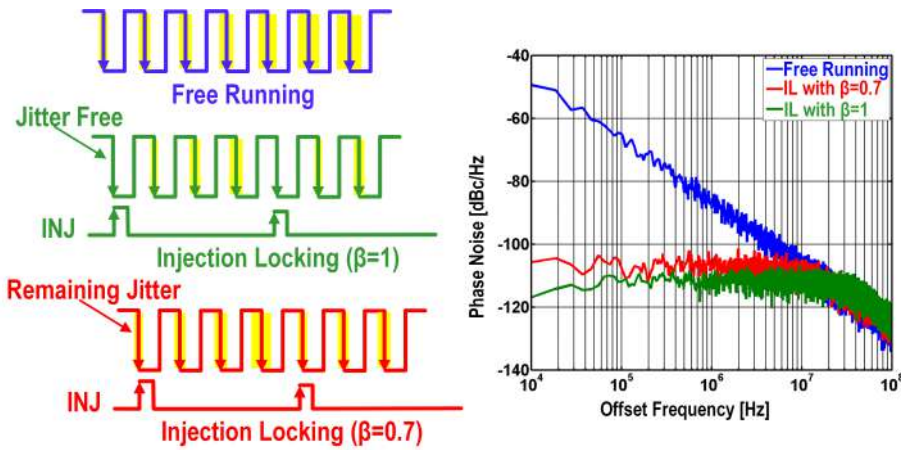 Free Running
Jitter Free
INJ
Injection Locking (β=1)
Remaining Jitter
INJ
Injection Locking (β=0.7)
Phase Noise [dBc/Hz]
-40
-60
-80
-100
-120
-140
Free Running
IL with β=0.7
IL with β=1
10⁴
10⁵
10⁶
10⁷
10⁸
Offset Frequency [Hz]